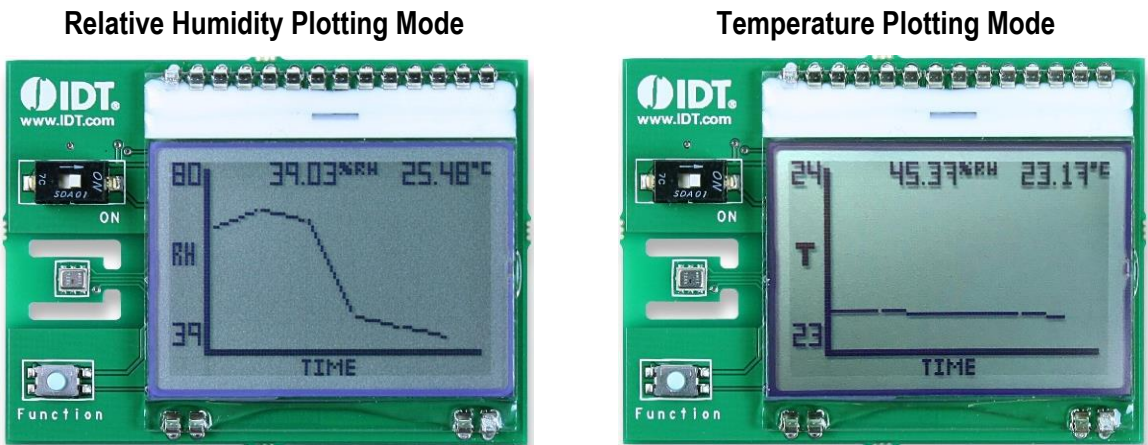 Relative Humidity Plotting Mode
IDT®
www.IDT.com
7C
SDA01
ON
ON
80
39.03%RH
25.48°C
RH
39
TIME
Function
Temperature Plotting Mode
IDT®
www.IDT.com
7C
SDA01
ON
ON
24
45.37%RH
23.17°C
T
23
TIME
Function